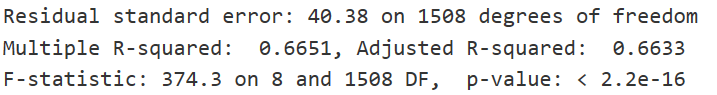 Residual standard error: 40.38 on 1508 degrees of freedom
Multiple R-squared:  0.6651, Adjusted R-squared:  0.6633
F-statistic: 374.3 on 8 and 1508 DF,  p-value: < 2.2e-16